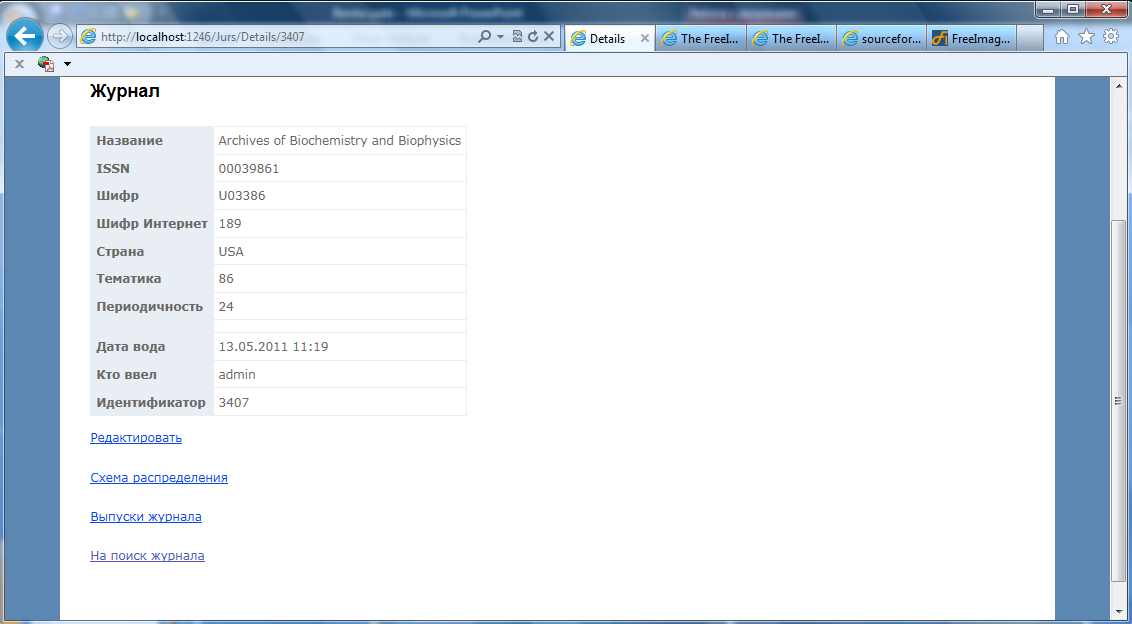 http://localhost:1246/Jurs/Details/3407
Details
The FreeI...
The FreeI...
sourcefor...
FreeImag...
Журнал
Название Archives of Biochemistry and Biophysics
ISSN 00039861
Шифр U03386
Шифр Интернет 189
Страна USA
Тематика 86
Периодичность 24
Дата вода 13.05.2011 11:19
Кто ввел admin
Идентификатор 3407
Редактировать
Схема распределения
Выпуски журнала
На поиск журнала